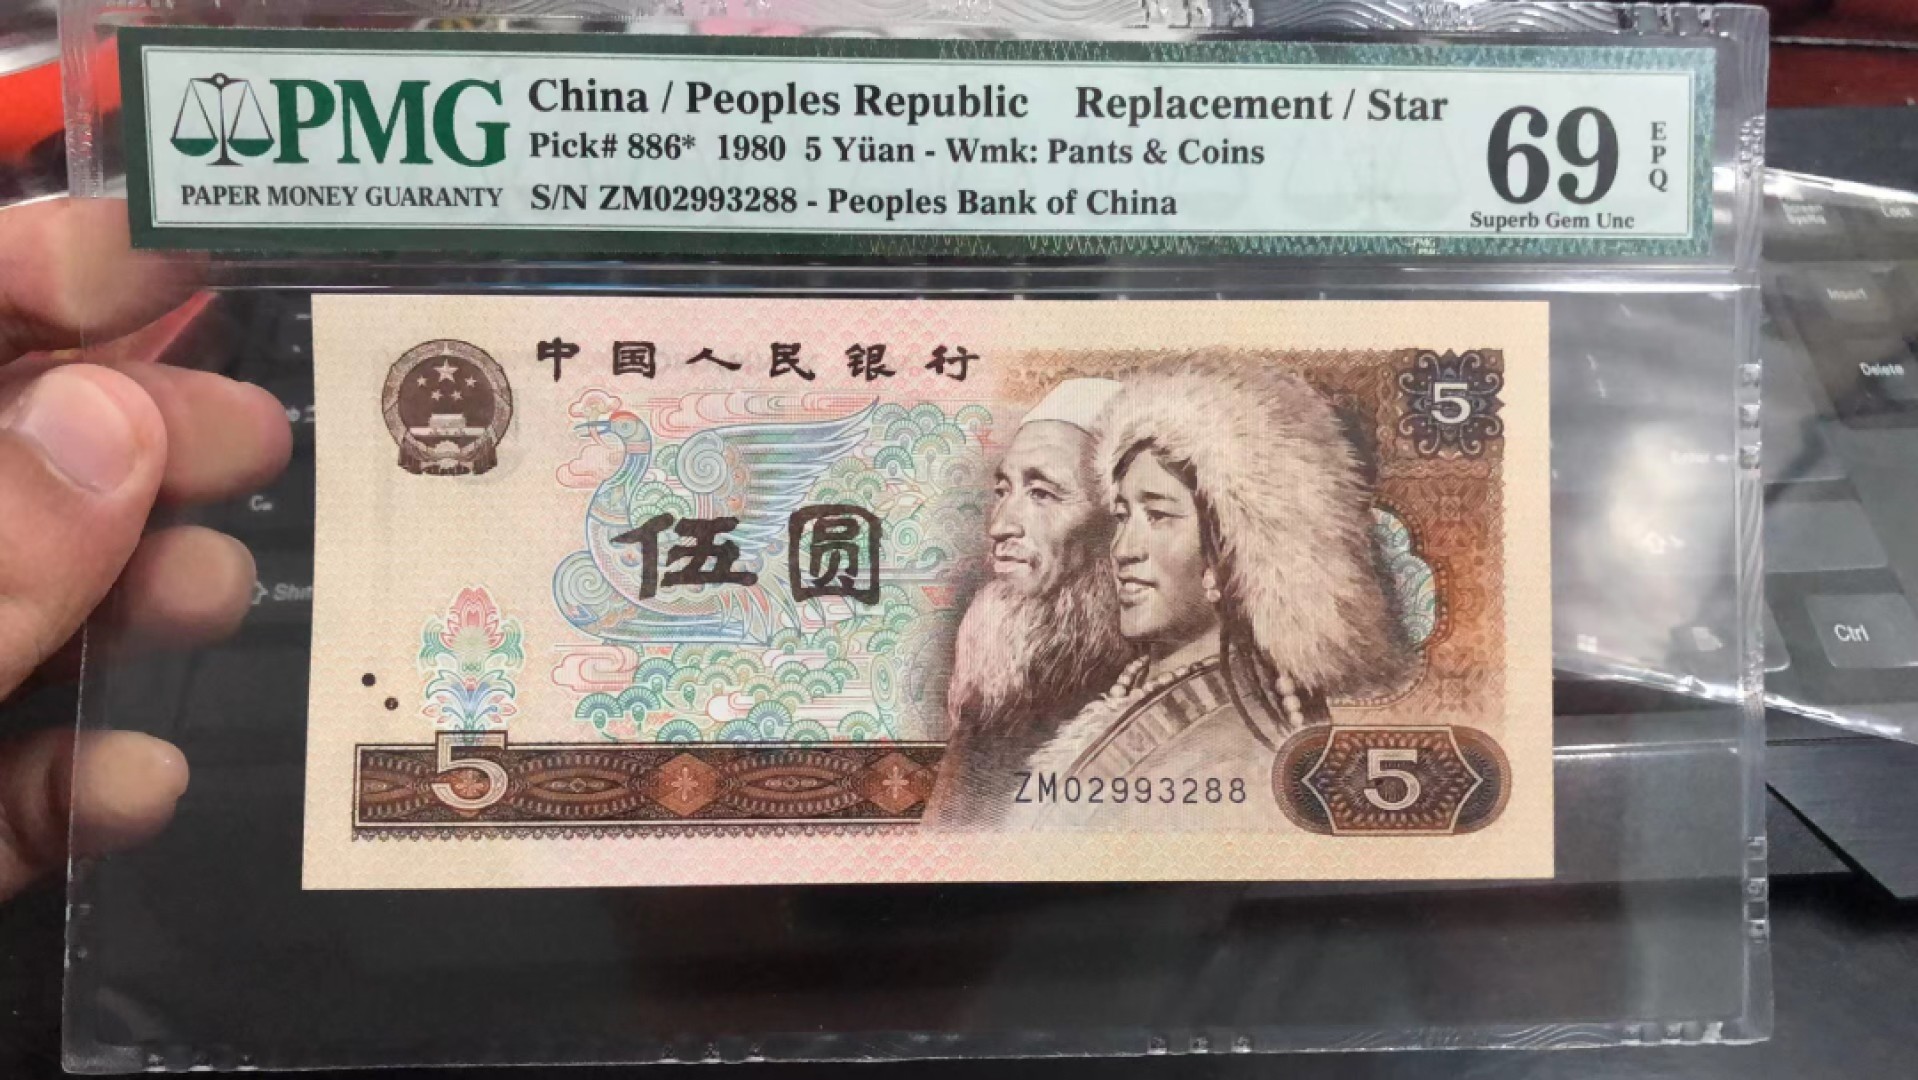 PMG
PAPER MONEY GUARANTY
China / Peoples Republic Replacement / Star
Pick# 886* 1980 5 Yüan - Wmk: Pants & Coins
S/N ZM02993288 - Peoples Bank of China
69
EPQ
Superb Gem Unc
中国人民银行
5
伍圆
5
ZM02993288
5
Insert
Delete
Ctrl